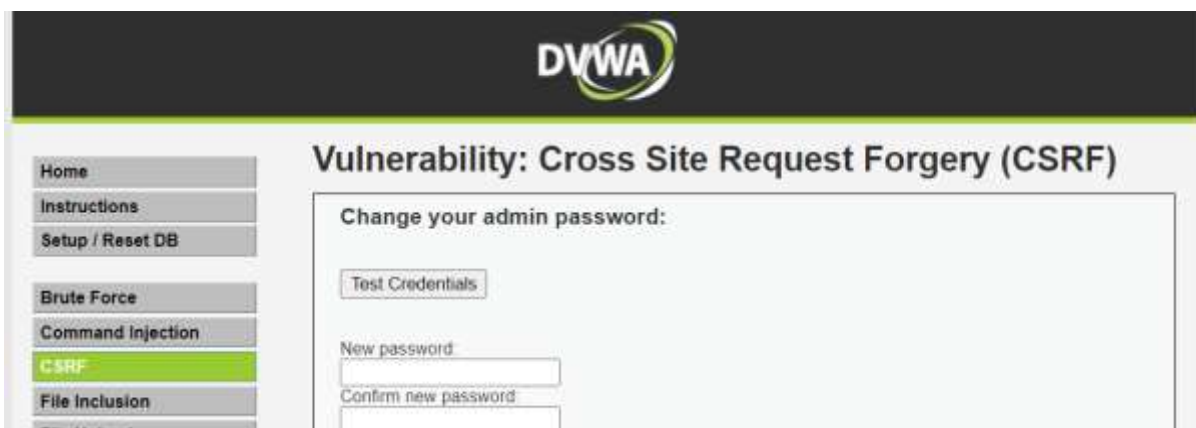 DVWA
Home
Instructions
Setup / Reset DB
Brute Force
Command Injection
CSRF
File Inclusion
Vulnerability: Cross Site Request Forgery (CSRF)
Change your admin password:
Test Credentials
New password:
Confirm new password